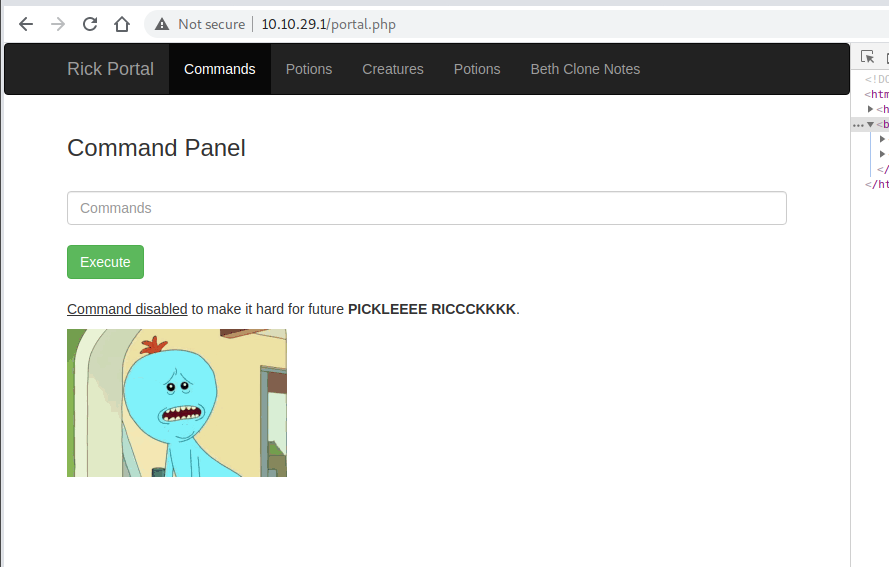 Not secure 10.10.29.1/portal.php
Rick Portal Commands Potions Creatures Potions Beth Clone Notes
<!DO
<htm
<h
<b
</
</ht
Command Panel
Commands
Execute
Command disabled to make it hard for future PICKLEEEE RICCCKKKK.